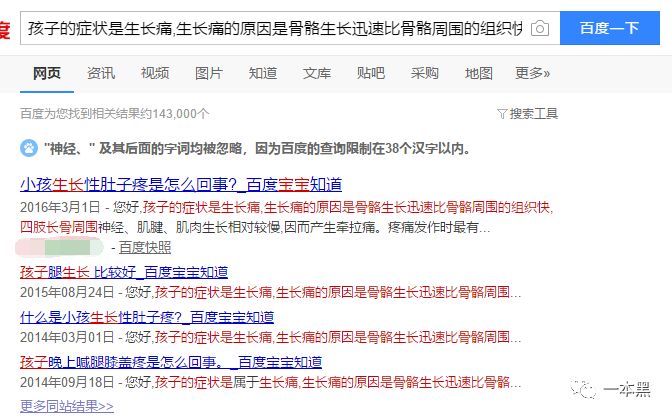 度
孩子的症状是生长痛,生长痛的原因是骨骼生长迅速比骨骼周围的组织快
百度一下
网页 资讯 视频 图片 知道 文库 贴吧 采购 地图 更多»
百度为您找到相关结果约143,000个 搜索工具
"神经、" 及其后面的字词均被忽略，因为百度的查询限制在38个汉字以内。
小孩生长性肚子疼是怎么回事?_百度宝宝知道
2016年3月1日 - 您好,孩子的症状是生长痛,生长痛的原因是骨骼生长迅速比骨骼周围的组织快,
四肢长骨周围神经、肌腱、肌肉生长相对较慢,因而产生牵拉痛。疼痛发作时最有...
- 百度快照
孩子腿生长 比较好_百度宝宝知道
2015年08月24日 - 您好,孩子的症状是生长痛,生长痛的原因是骨骼生长迅速比骨骼周围...
什么是小孩生长性肚子疼?_百度宝宝知道
2014年03月01日 - 您好,孩子的症状是生长痛,生长痛的原因是骨骼生长迅速比骨骼周围...
孩子晚上喊腿膝盖疼是怎么回事。_百度宝宝知道
2014年09月18日 - 您好,孩子的症状是属于生长痛,生长痛的原因是骨骼生长迅速比骨骼...
更多同站结果>>
一本黑